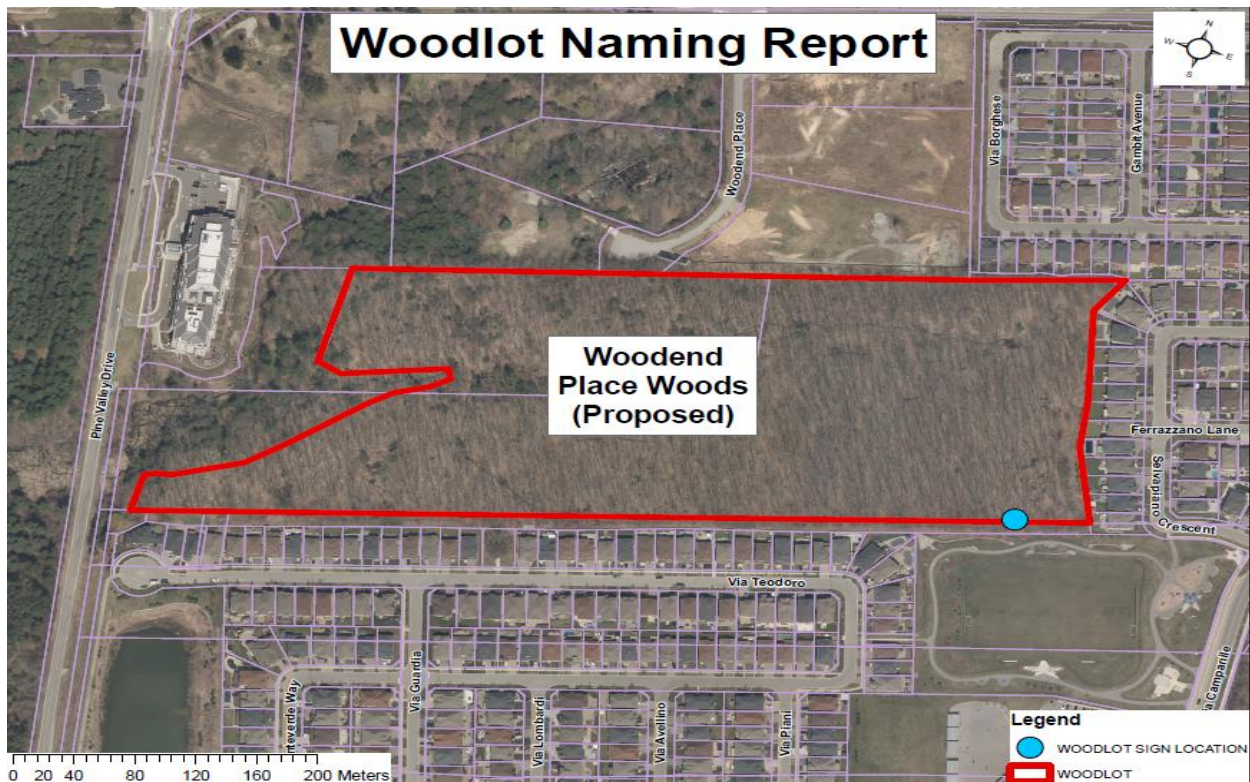 Woodlot Naming Report
N
W
E
S
Woodend Place
Via Borghese
Gambit Avenue
Pine Valley Drive
Woodend
Place Woods
(Proposed)
Ferrazzano Lane
Selvapiano
Crescent
Via Teodoro
Via Guardia
Via Lombardi
Via Avellino
Via Piani
Legend
WOODLOT SIGN LOCATION
WOODLOT
0 20 40 80 120 160 200 Meters